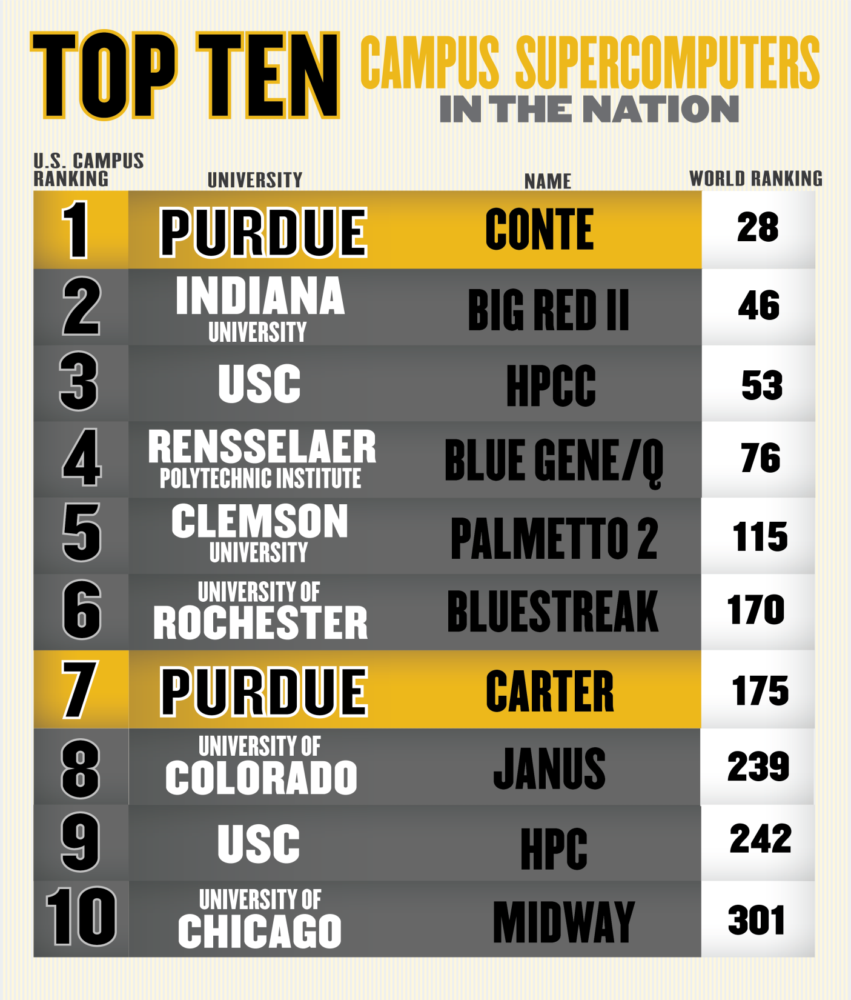 TOP TEN CAMPUS SUPERCOMPUTERS
IN THE NATION
U.S. CAMPUS
RANKING
UNIVERSITY
NAME
WORLD RANKING
1 PURDUE CONTE 28
2 INDIANA
UNIVERSITY
BIG RED II 46
3 USC HPCC 53
4 RENSSELAER
POLYTECHNIC INSTITUTE
BLUE GENE/Q 76
5 CLEMSON
UNIVERSITY
PALMETTO 2 115
6 UNIVERSITY OF
ROCHESTER
BLUESTREAK 170
7 PURDUE CARTER 175
8 UNIVERSITY OF
COLORADO
JANUS 239
9 USC HPC 242
10 UNIVERSITY OF
CHICAGO
MIDWAY 301